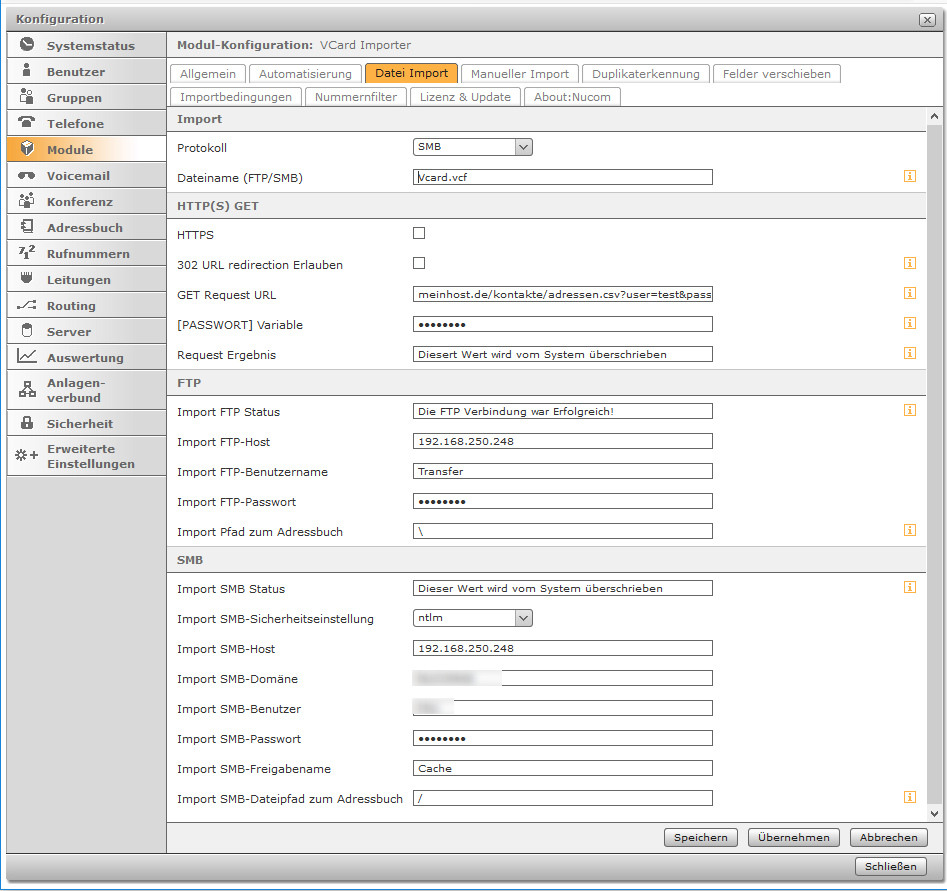 Konfiguration
Systemstatus
Benutzer
Gruppen
Telefone
Module
Voicemail
Konferenz
Adressbuch
Rufnummern
Leitungen
Routing
Server
Auswertung
Anlagen-
verbund
Sicherheit
Erweiterte
Einstellungen
Modul-Konfiguration: VCard Importer
Allgemein Automatisierung Datei Import Manueller Import Duplikaterkennung Felder verschieben
Importbedingungen Nummernfilter Lizenz & Update About:Nucom
Import
Protokoll SMB
Dateiname (FTP/SMB) Vcard.vcf
HTTP(S) GET
HTTPS
302 URL redirection Erlauben
GET Request URL meinhost.de/kontakte/adressen.csv?user=test&pass
[PASSWORT] Variable ••••••••
Request Ergebnis Diesert Wert wird vom System überschrieben
FTP
Import FTP Status Die FTP Verbindung war Erfolgreich!
Import FTP-Host 192.168.250.248
Import FTP-Benutzername Transfer
Import FTP-Passwort ••••••••
Import Pfad zum Adressbuch \
SMB
Import SMB Status Dieser Wert wird vom System überschrieben
Import SMB-Sicherheitseinstellung ntlm
Import SMB-Host 192.168.250.248
Import SMB-Domäne
Import SMB-Benutzer
Import SMB-Passwort ••••••••
Import SMB-Freigabename Cache
Import SMB-Dateipfad zum Adressbuch /
Speichern Übernehmen Abbrechen
Schließen